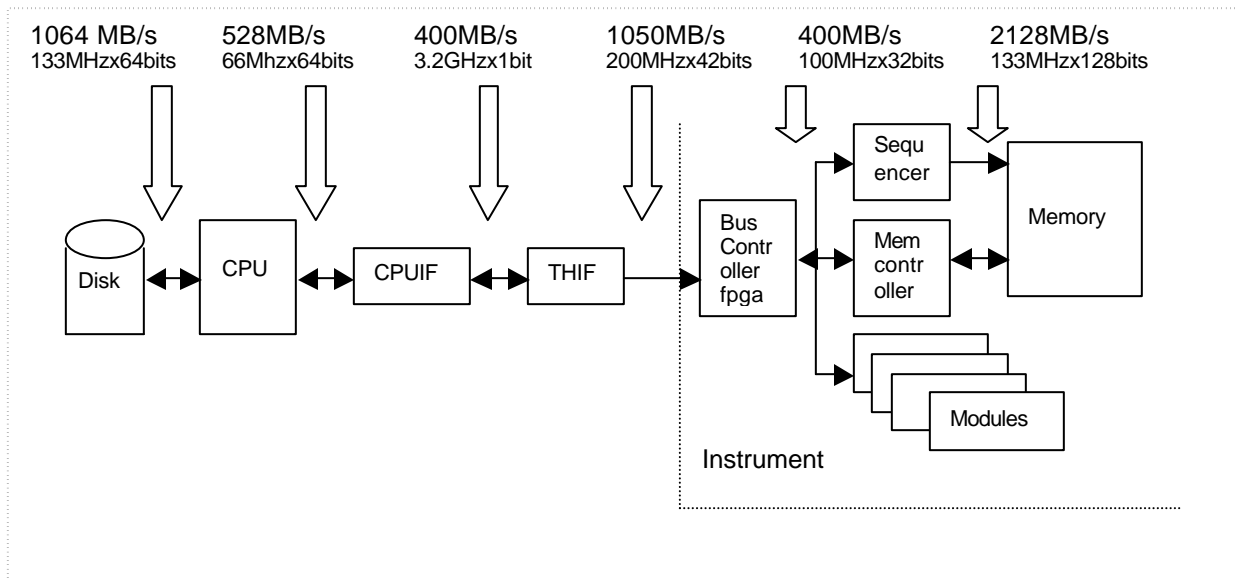 1064 MB/s
133MHzx64bits
528MB/s
66Mhzx64bits
400MB/s
3.2GHzx1bit
1050MB/s
200MHzx42bits
400MB/s
100MHzx32bits
2128MB/s
133MHzx128bits
Disk
CPU
CPUIF
THIF
Bus
Contr
oller
fpga
Sequ
encer
Mem
contr
oller
Memory
Modules
Instrument